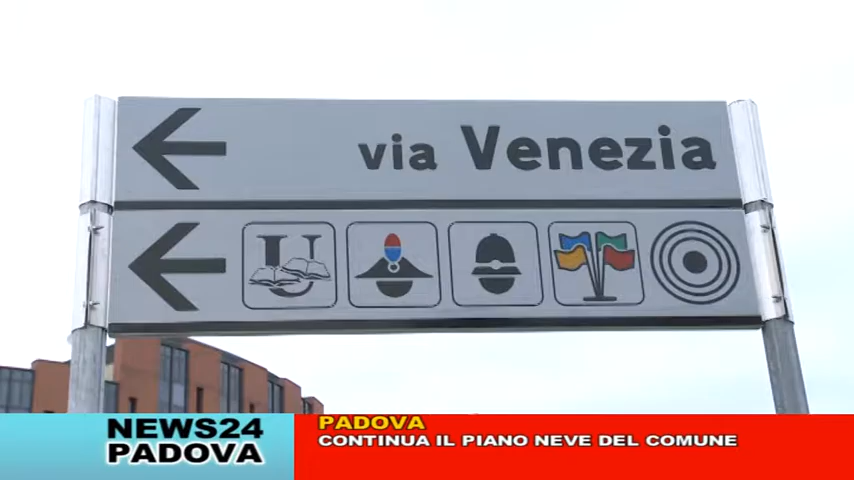 via Venezia
U
NEWS24
PADOVA
PADOVA
CONTINUA IL PIANO NEVE DEL COMUNE